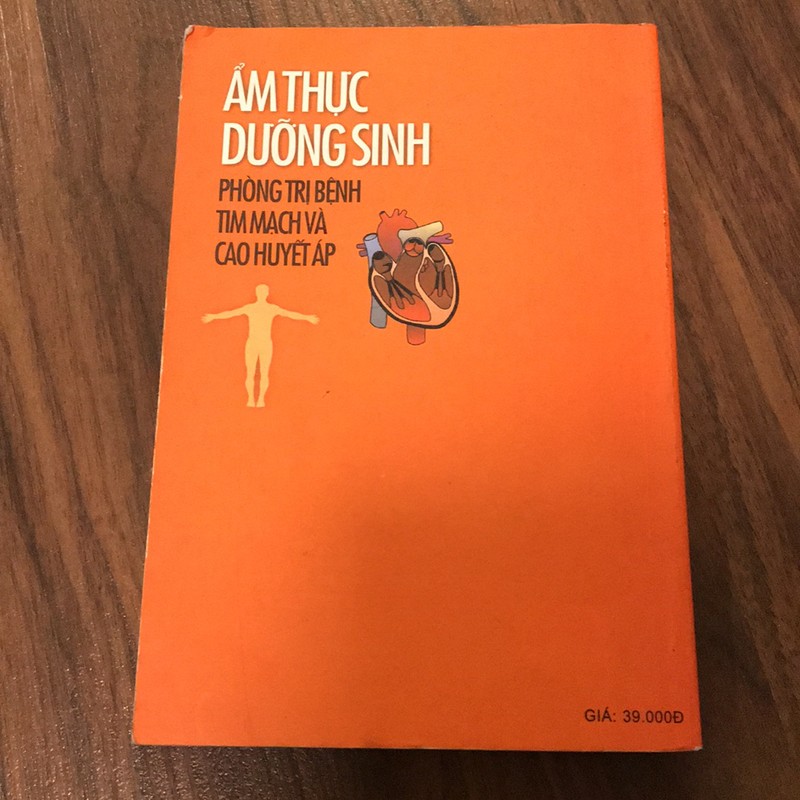 ẨM THỰC
DƯỠNG SINH
PHÒNG TRỊ BỆNH
TIM MẠCH VÀ
CAO HUYẾT ÁP
GIÁ: 39.000Đ